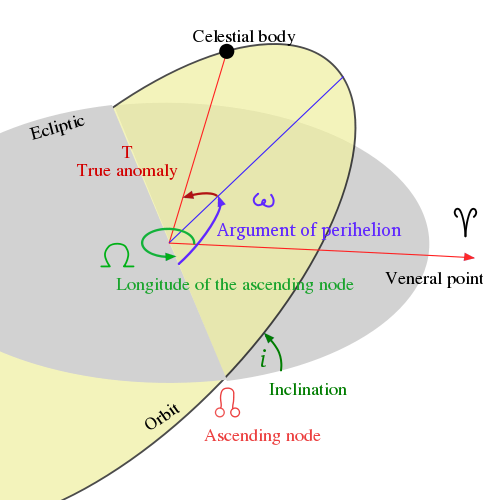 Celestial body
Ecliptic
T
True anomaly
ω
Argument of perihelion
♈
Ω
Veneral point
Longitude of the ascending node
i
Inclination
☊
Orbit
Ascending node